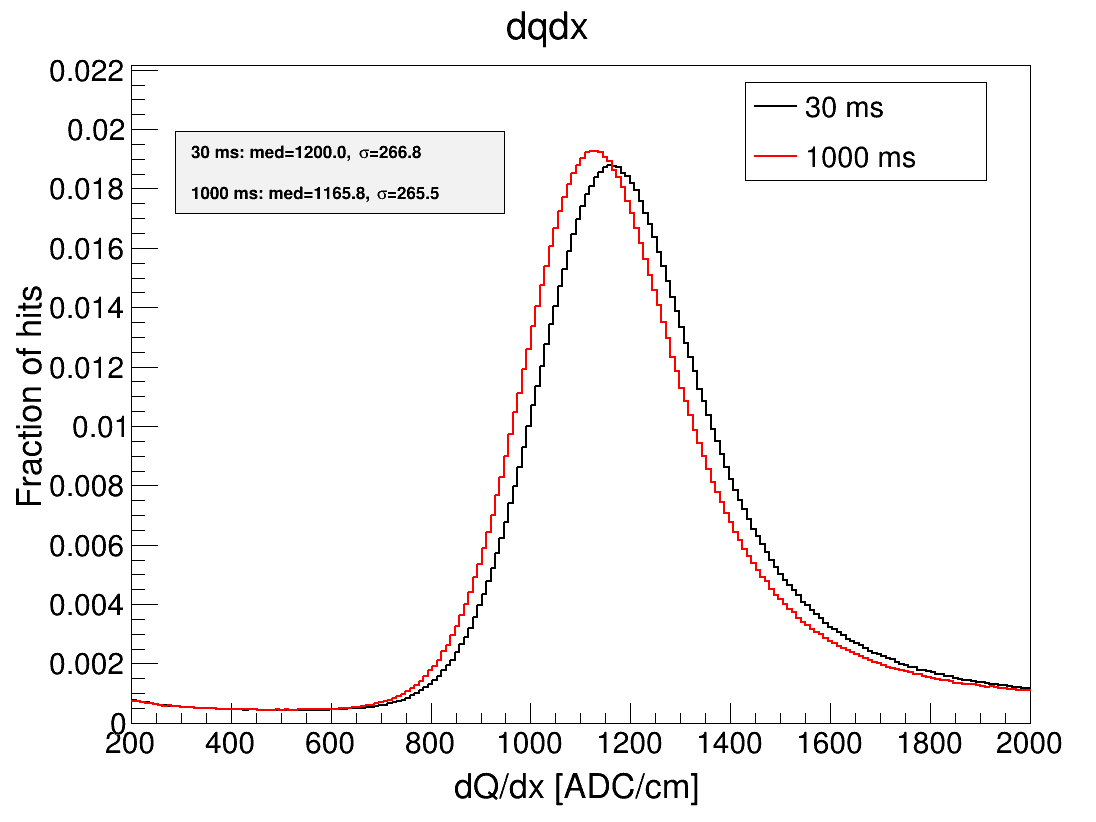 dqdx
30 ms
1000 ms
30 ms: med=1200.0, σ=266.8
1000 ms: med=1165.8, σ=265.5
Fraction of hits
0.022
0.02
0.018
0.016
0.014
0.012
0.01
0.008
0.006
0.004
0.002
0
200 400 600 800 1000 1200 1400 1600 1800 2000
dQ/dx [ADC/cm]